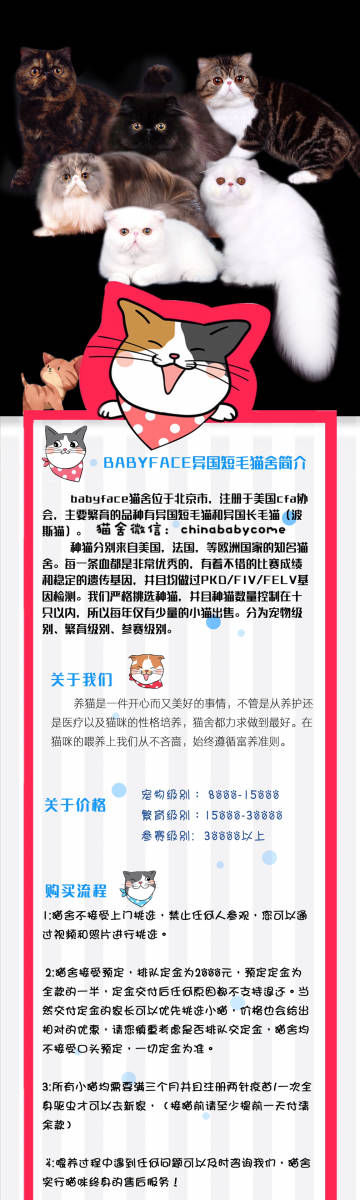 BABYFACE异国短毛猫舍简介
babyface猫舍位于北京市，注册于美国cfa协
会，主要繁育的品种有异国短毛猫和异国长毛猫（波
斯猫）。 猫舍微信：chinababycome
种猫分别来自美国，法国，等欧洲国家的知名猫
舍。每一条血都是非常优秀的，有着不错的比赛成绩
和稳定的遗传基因，并且均做过PKD/FIV/FELV基
因检测。我们严格挑选种猫，并且种猫数量控制在十
只以内，所以每年仅有少量的小猫出售。分为宠物级
别、繁育级别、参赛级别。
关于我们
养猫是一件开心而又美好的事情，不管是从养护还
是医疗以及猫咪的性格培养，猫舍都力求做到最好。在
猫咪的喂养上我们从不吝啬，始终遵循富养准则。
关于价格
宠物级别：8000-15000
繁育级别：15000-30000
参赛级别：30000以上
购买流程
1:猫舍不接受上门挑选，禁止任何人参观，您可以通
过视频和照片进行挑选。
2:猫舍接受预定，排队定金为2000元，预定定金为
全款的一半，定金交付后任何原因都不支持退还。当
然交付定金的家长可以优先挑选小猫，价格也会给出
相对的优惠，请您慎重考虑是否排队交定金，猫舍均
不接受口头预定，一切定金为准。
3:所有小猫均需要满三个月并且注册两针疫苗/一次全
身驱虫才可以去新家，（接猫前请至少提前一天付清
余款）
4:喂养过程中遇到任何问题可以及时咨询我们，猫舍
实行猫咪终身的售后服务！